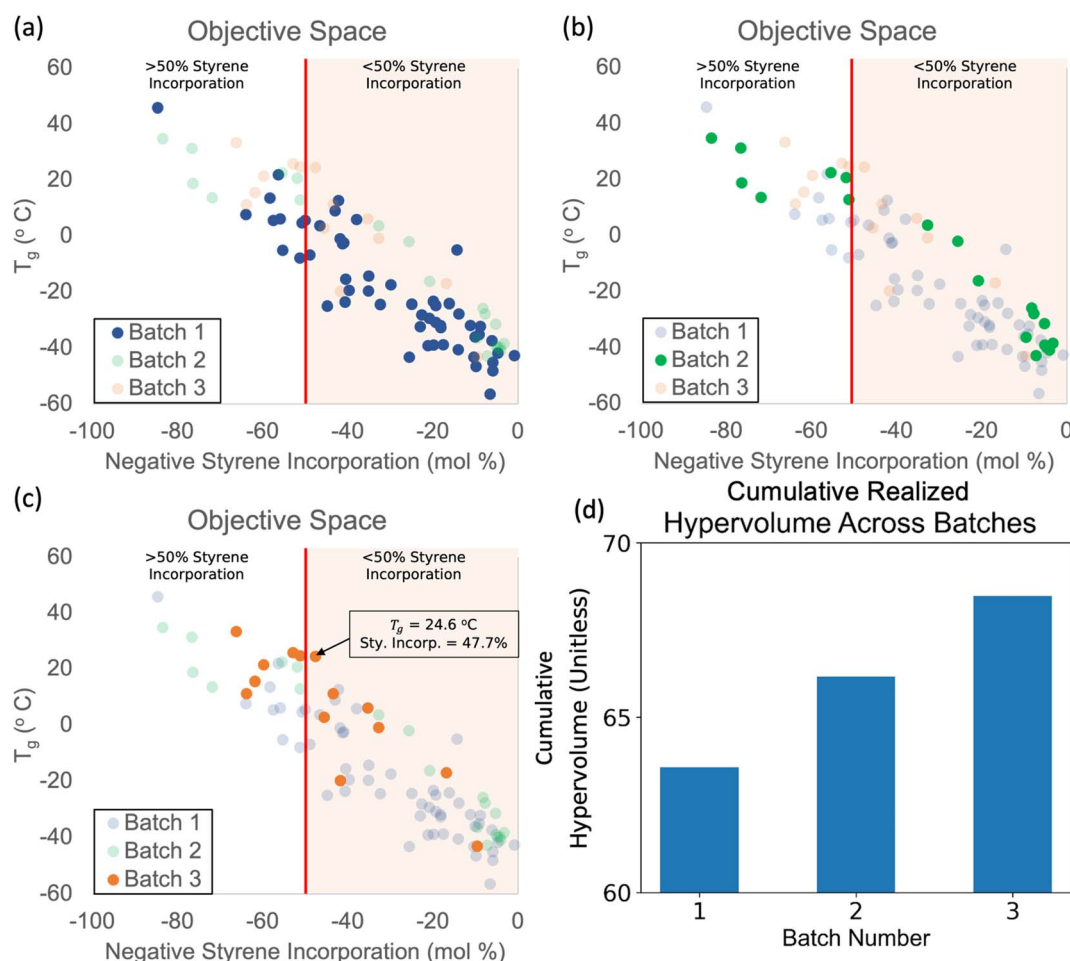 (a)
Objective Space
>50% Styrene
Incorporation
<50% Styrene
Incorporation
60
40
20
0
-20
-40
-60
Tg (° C)
Batch 1
Batch 2
Batch 3
-100
-80
-60
-40
-20
0
Negative Styrene Incorporation (mol %)
(b)
Objective Space
>50% Styrene
Incorporation
<50% Styrene
Incorporation
60
40
20
0
-20
-40
-60
Tg (° C)
Batch 1
Batch 2
Batch 3
-100
-80
-60
-40
-20
0
Negative Styrene Incorporation (mol %)
(c)
Objective Space
>50% Styrene
Incorporation
<50% Styrene
Incorporation
Tg = 24.6 °C
Sty. Incorp. = 47.7%
60
40
20
0
-20
-40
-60
Tg (° C)
Batch 1
Batch 2
Batch 3
-100
-80
-60
-40
-20
0
Negative Styrene Incorporation (mol %)
(d)
Cumulative Realized
Hypervolume Across Batches
70
65
60
Cumulative
Hypervolume (Unitless)
1
2
3
Batch Number